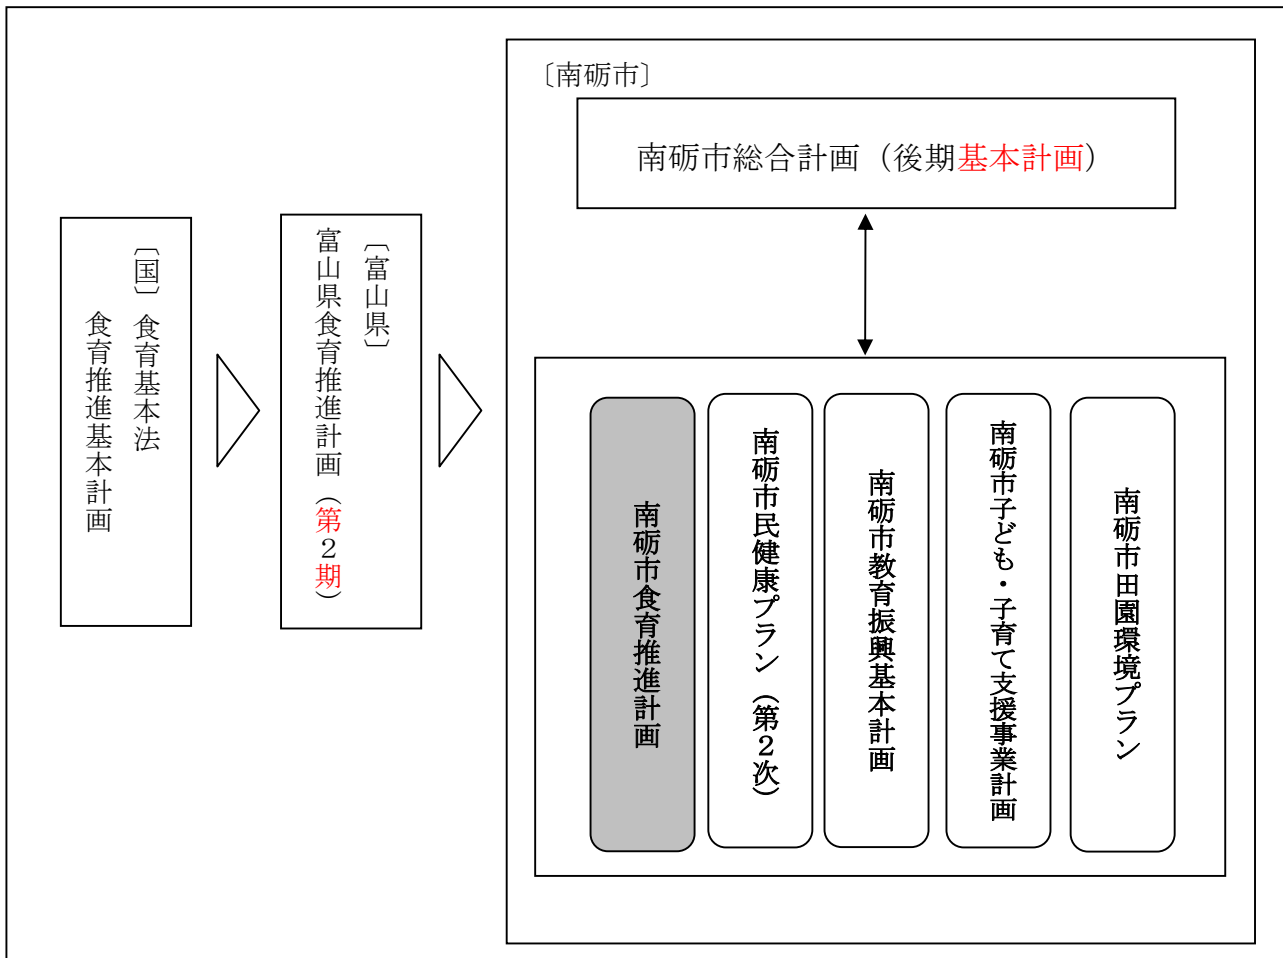 〔国〕食育基本法
食育推進基本計画
〔富山県〕
富山県食育推進計画（第２期）
〔南砺市〕
南砺市総合計画（後期基本計画）
南砺市食育推進計画
南砺市民健康プラン（第２次）
南砺市教育振興基本計画
南砺市子ども・子育て支援事業計画
南砺市田園環境プラン